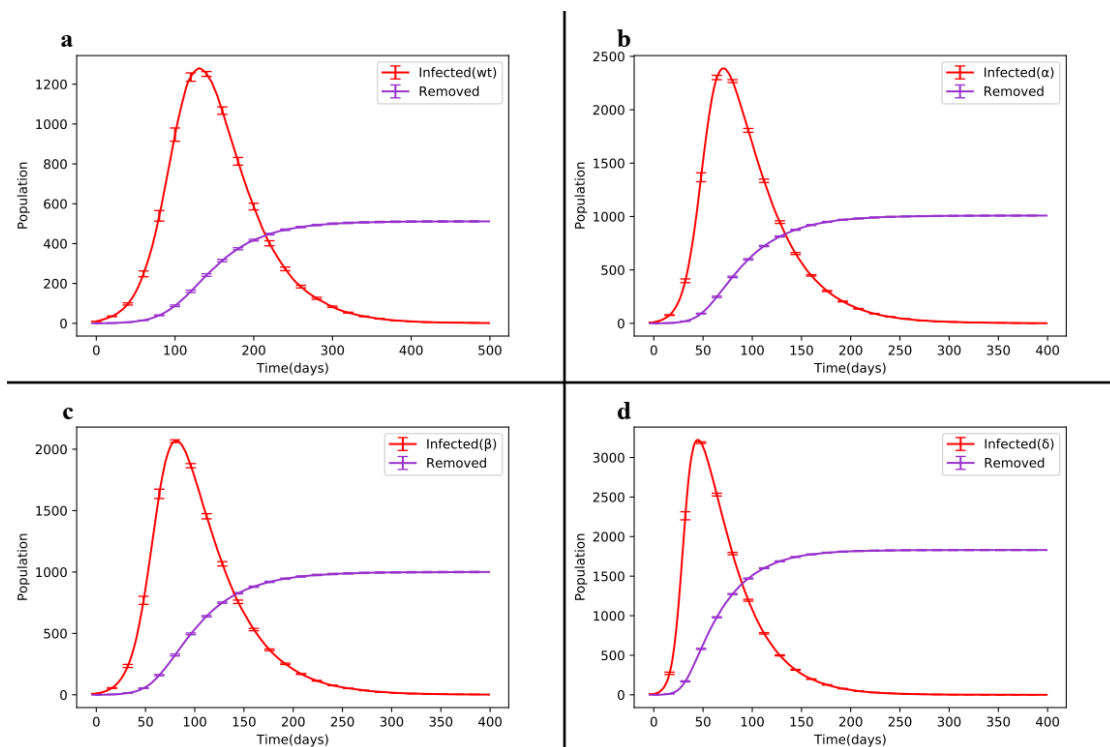 a
Infected(wt)
Removed
Population
1200
1000
800
600
400
200
0
0 100 200 300 400 500
Time(days)
b
Infected(α)
Removed
Population
2500
2000
1500
1000
500
0
0 50 100 150 200 250 300 350 400
Time(days)
c
Infected(β)
Removed
Population
2000
1500
1000
500
0
0 50 100 150 200 250 300 350 400
Time(days)
d
Infected(δ)
Removed
Population
3000
2500
2000
1500
1000
500
0
0 50 100 150 200 250 300 350 400
Time(days)